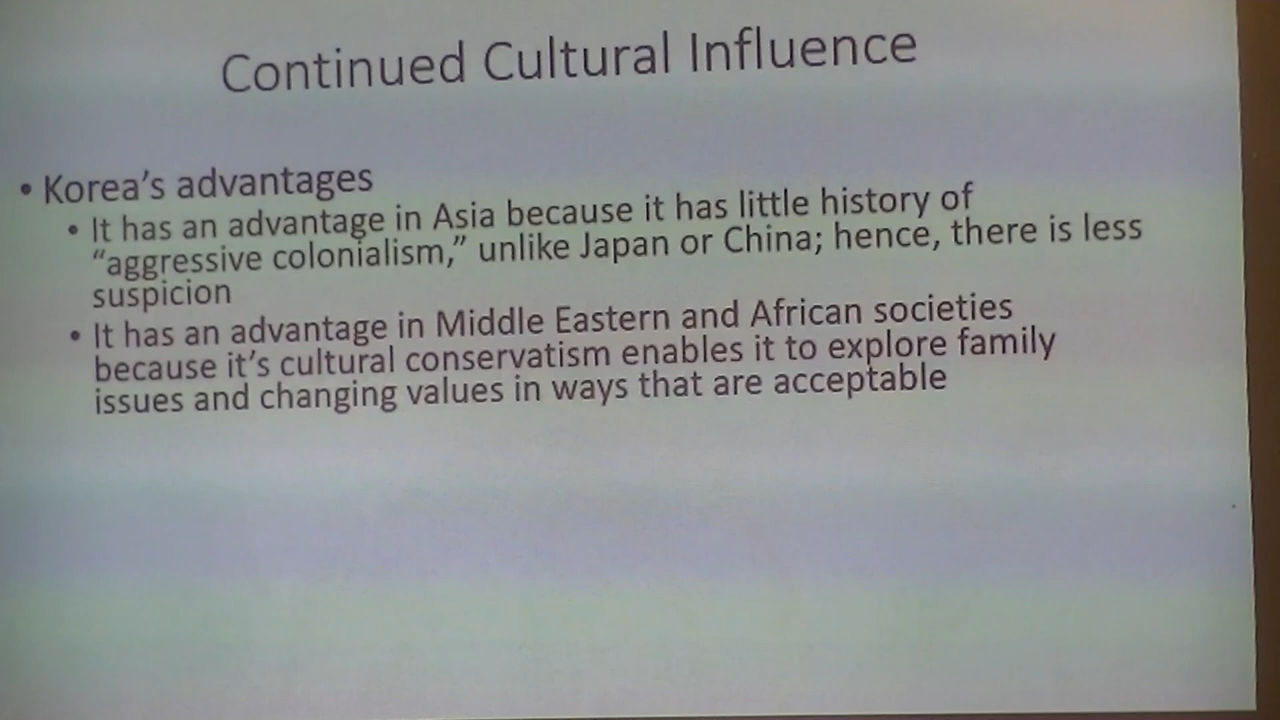 Continued Cultural Influence
• Korea’s advantages
• It has an advantage in Asia because it has little history of
“aggressive colonialism,” unlike Japan or China; hence, there is less
suspicion
• It has an advantage in Middle Eastern and African societies
because it’s cultural conservatism enables it to explore family
issues and changing values in ways that are acceptable